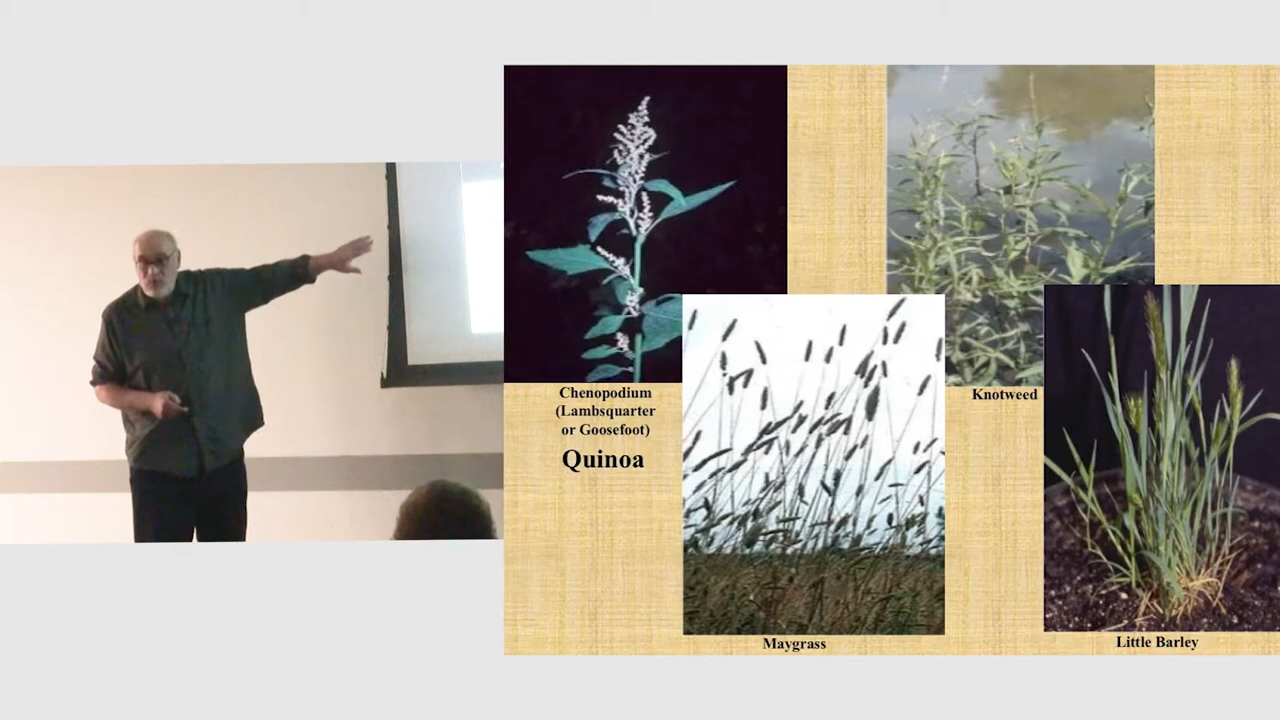 Chenopodium
(Lambsquarter
or Goosefoot)
Quinoa
Knotweed
Maygrass
Little Barley